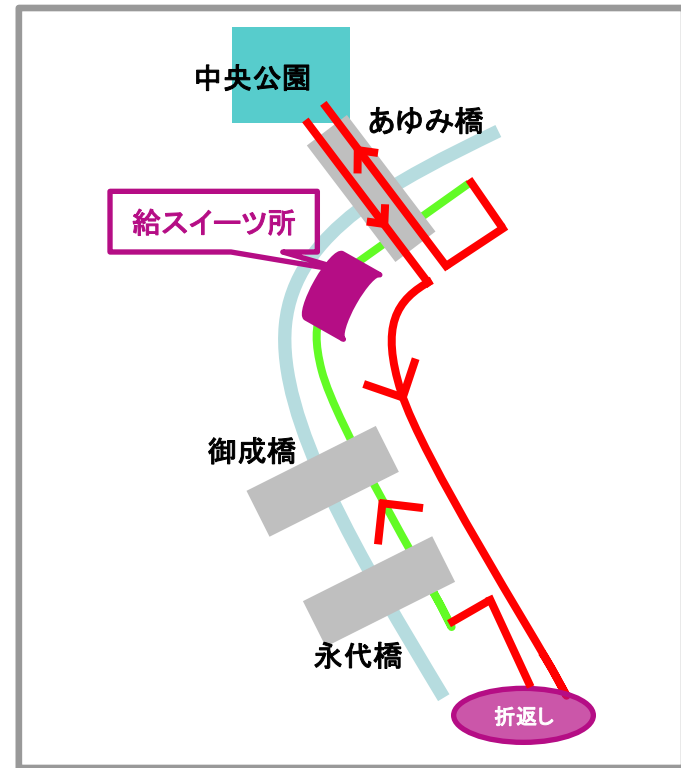 中央公園
あゆみ橋
給スイーツ所
御成橋
永代橋
折返し